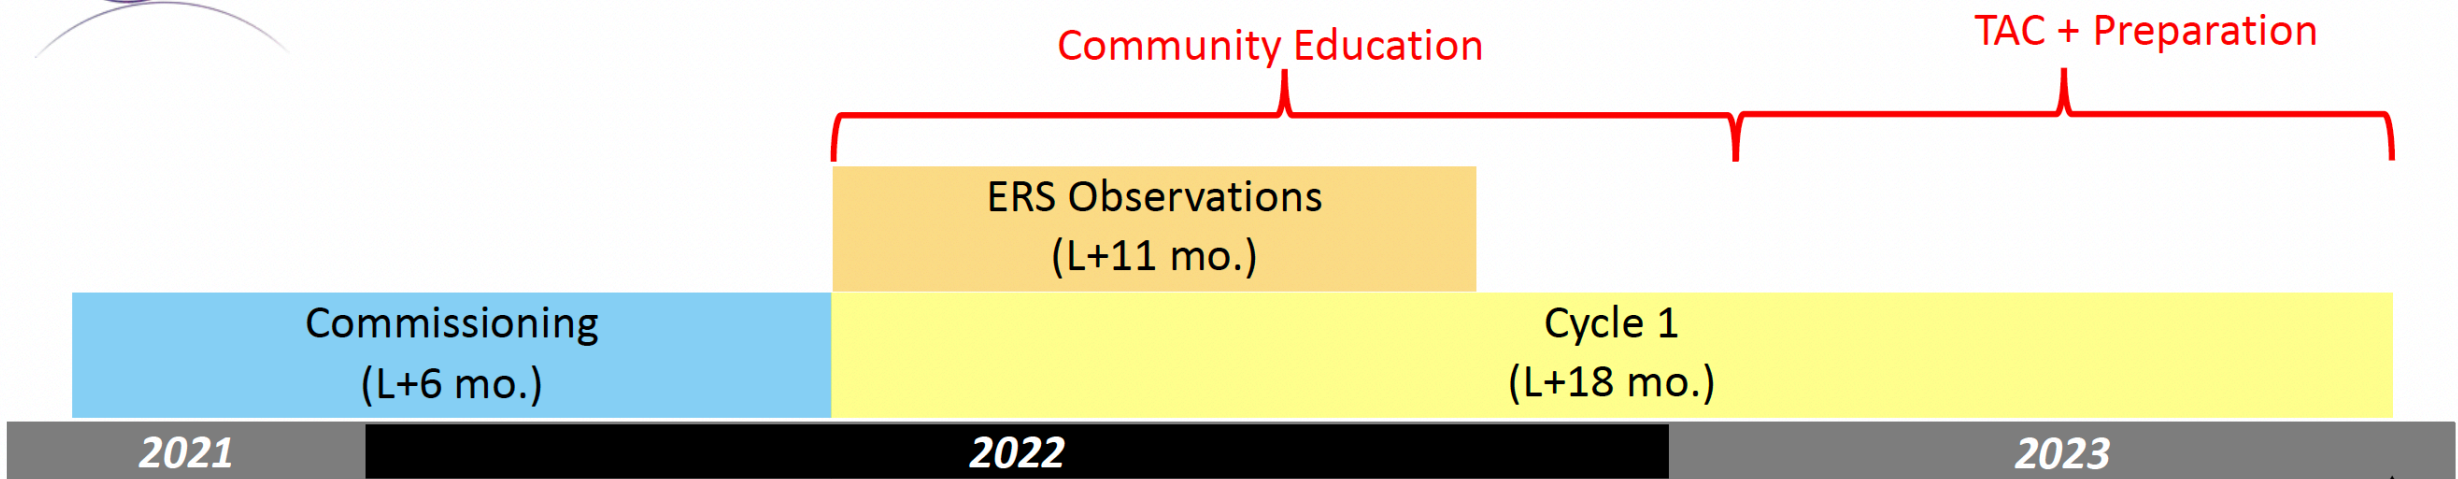 TAC + Preparation
Community Education
ERS Observations
(L+11 mo.)
Commissioning
(L+6 mo.)
Cycle 1
(L+18 mo.)
2021
2022
2023